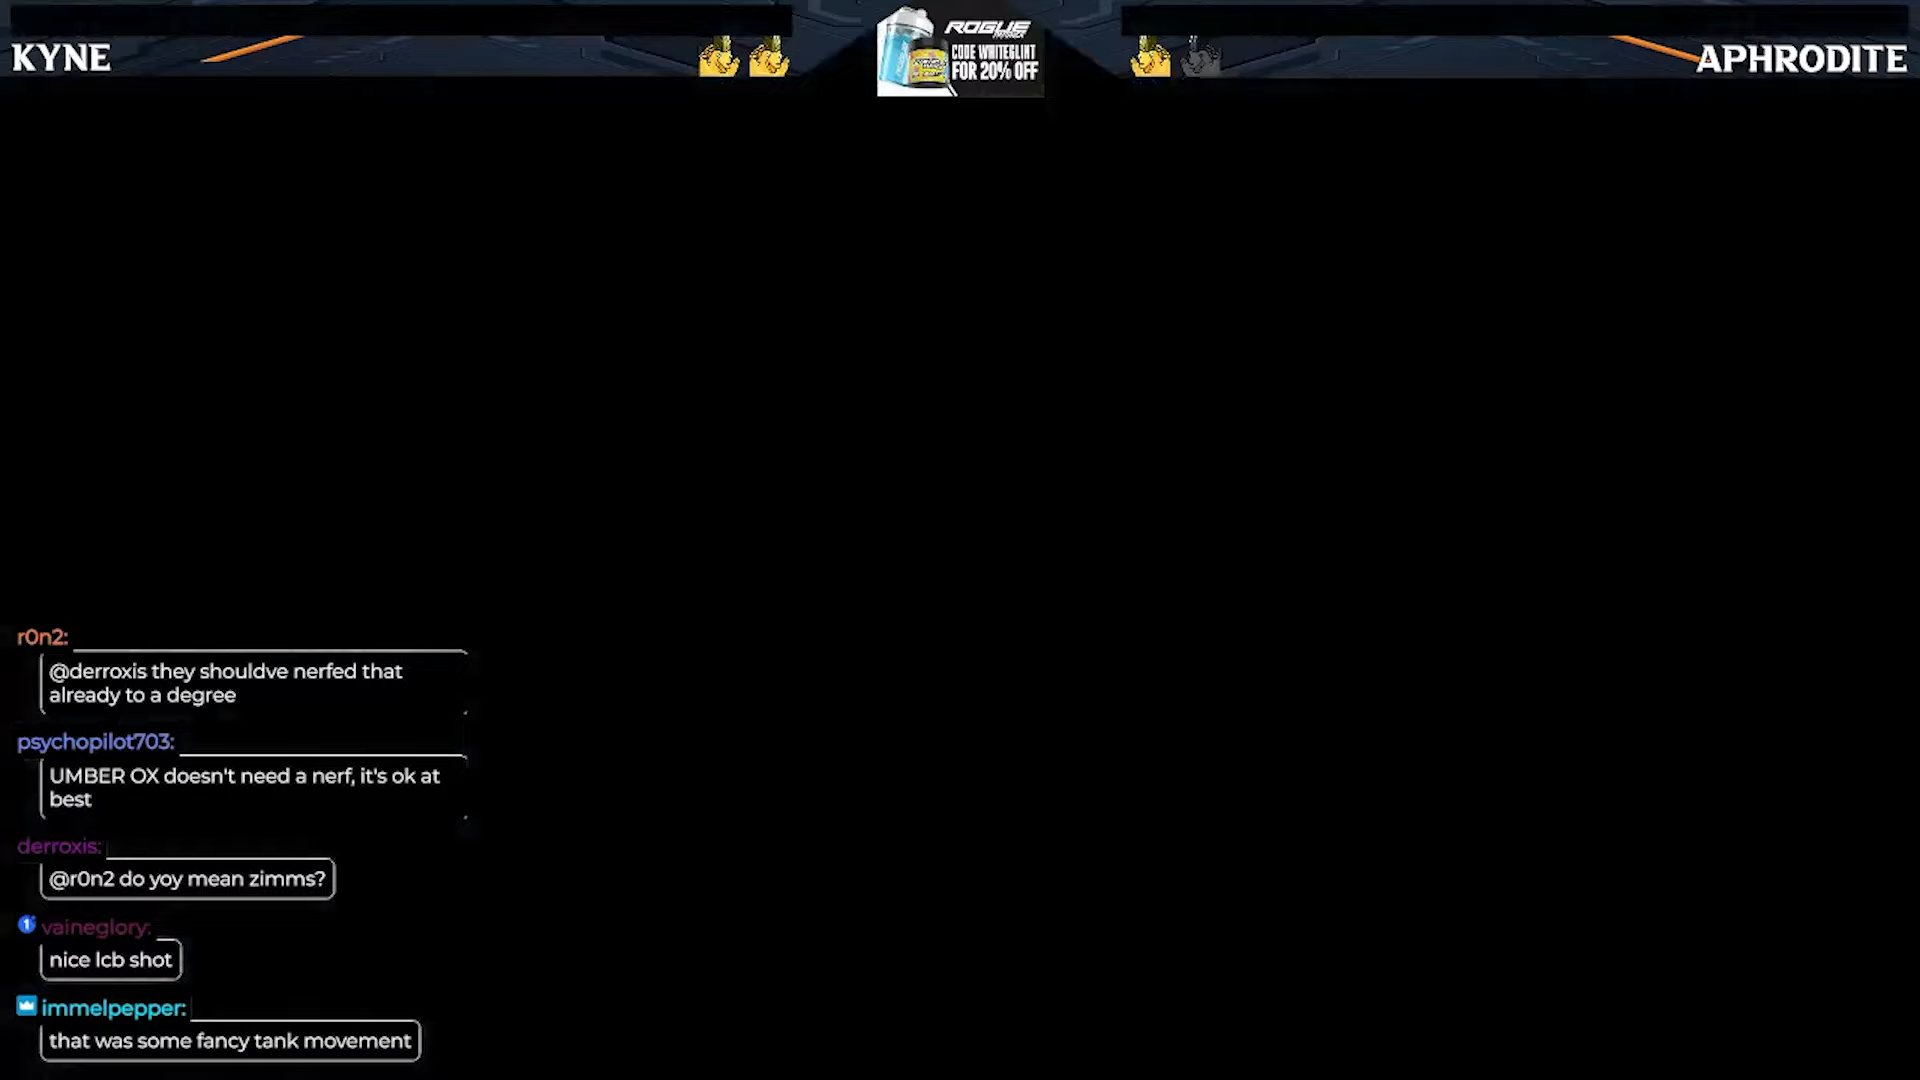 KYNE
ROGUE
CODE WHITEGLINT
FOR 20% OFF
APHRODITE
r0n2:
@derroxis they shouldve nerfed that
already to a degree
psychopilot703:
UMBER OX doesn't need a nerf, it's ok at
best
derroxis:
@r0n2 do yoy mean zimms?
1
vaineglory:
nice lcb shot
immelpepper:
that was some fancy tank movement